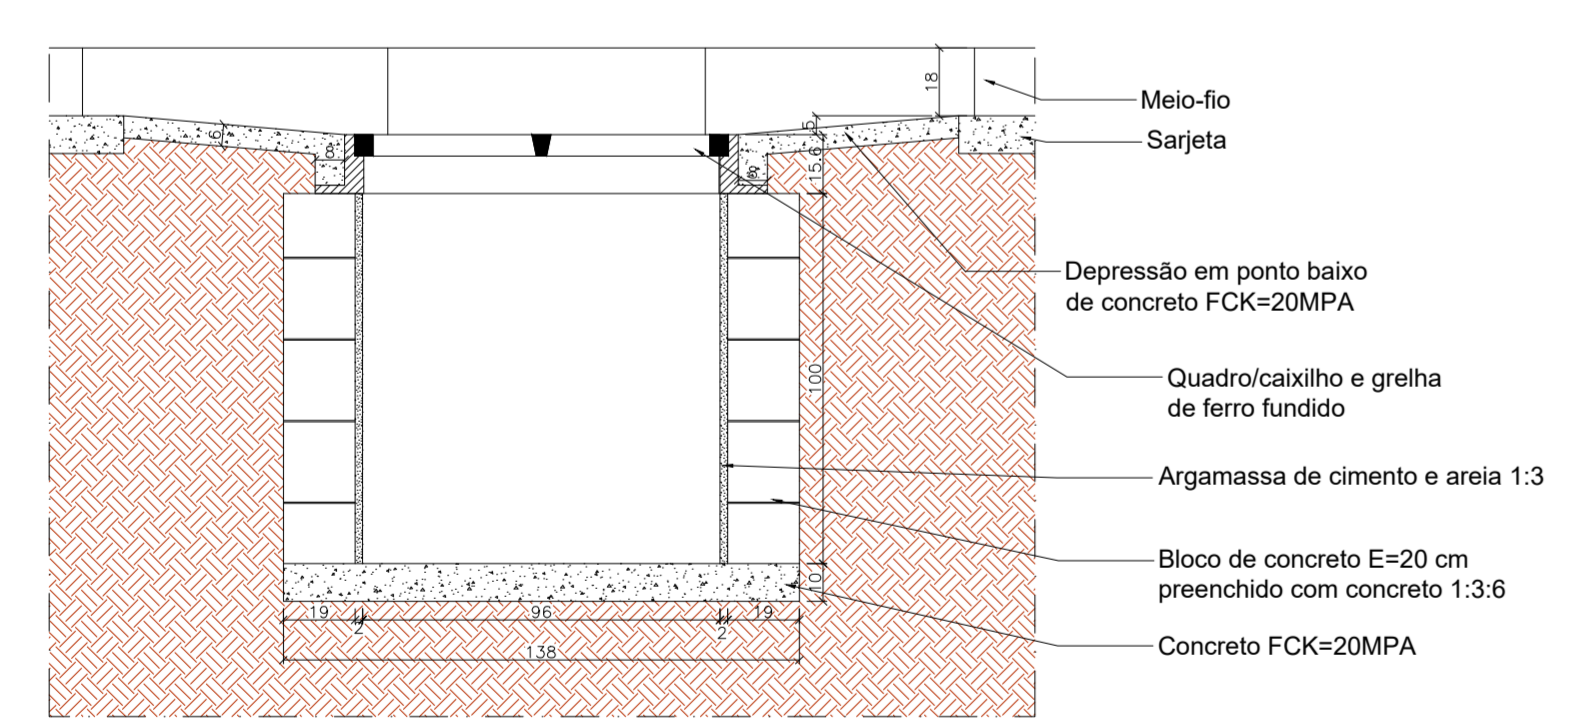 18
Meio-fio
5
Sarjeta
6
8
15.6
8
Depressão em ponto baixo
de concreto FCK=20MPA
100
Quadro/caixilho e grelha
de ferro fundido
Argamassa de cimento e areia 1:3
Bloco de concreto E=20 cm
preenchido com concreto 1:3:6
10
19
2
96
2
19
138
Concreto FCK=20MPA